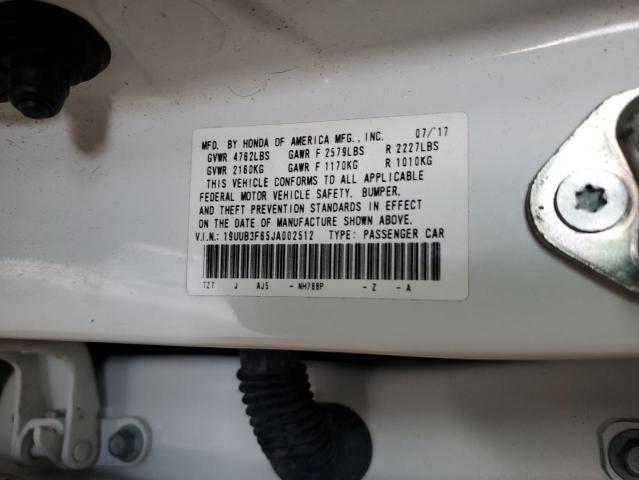 MFD. BY HONDA OF AMERICA MFG., INC. 07/'17
GVWR 4762LBS GAWR F 2579LBS R 2227LBS
GVWR 2160KG GAWR F 1170KG R 1010KG
THIS VEHICLE CONFORMS TO ALL APPLICABLE
FEDERAL MOTOR VEHICLE SAFETY, BUMPER,
AND THEFT PREVENTION STANDARDS IN EFFECT
ON THE DATE OF MANUFACTURE SHOWN ABOVE.
V.I.N.: 19UUB3F65JA002512 TYPE: PASSENGER CAR
TZ7 J AJ5 - NH788P - Z - A